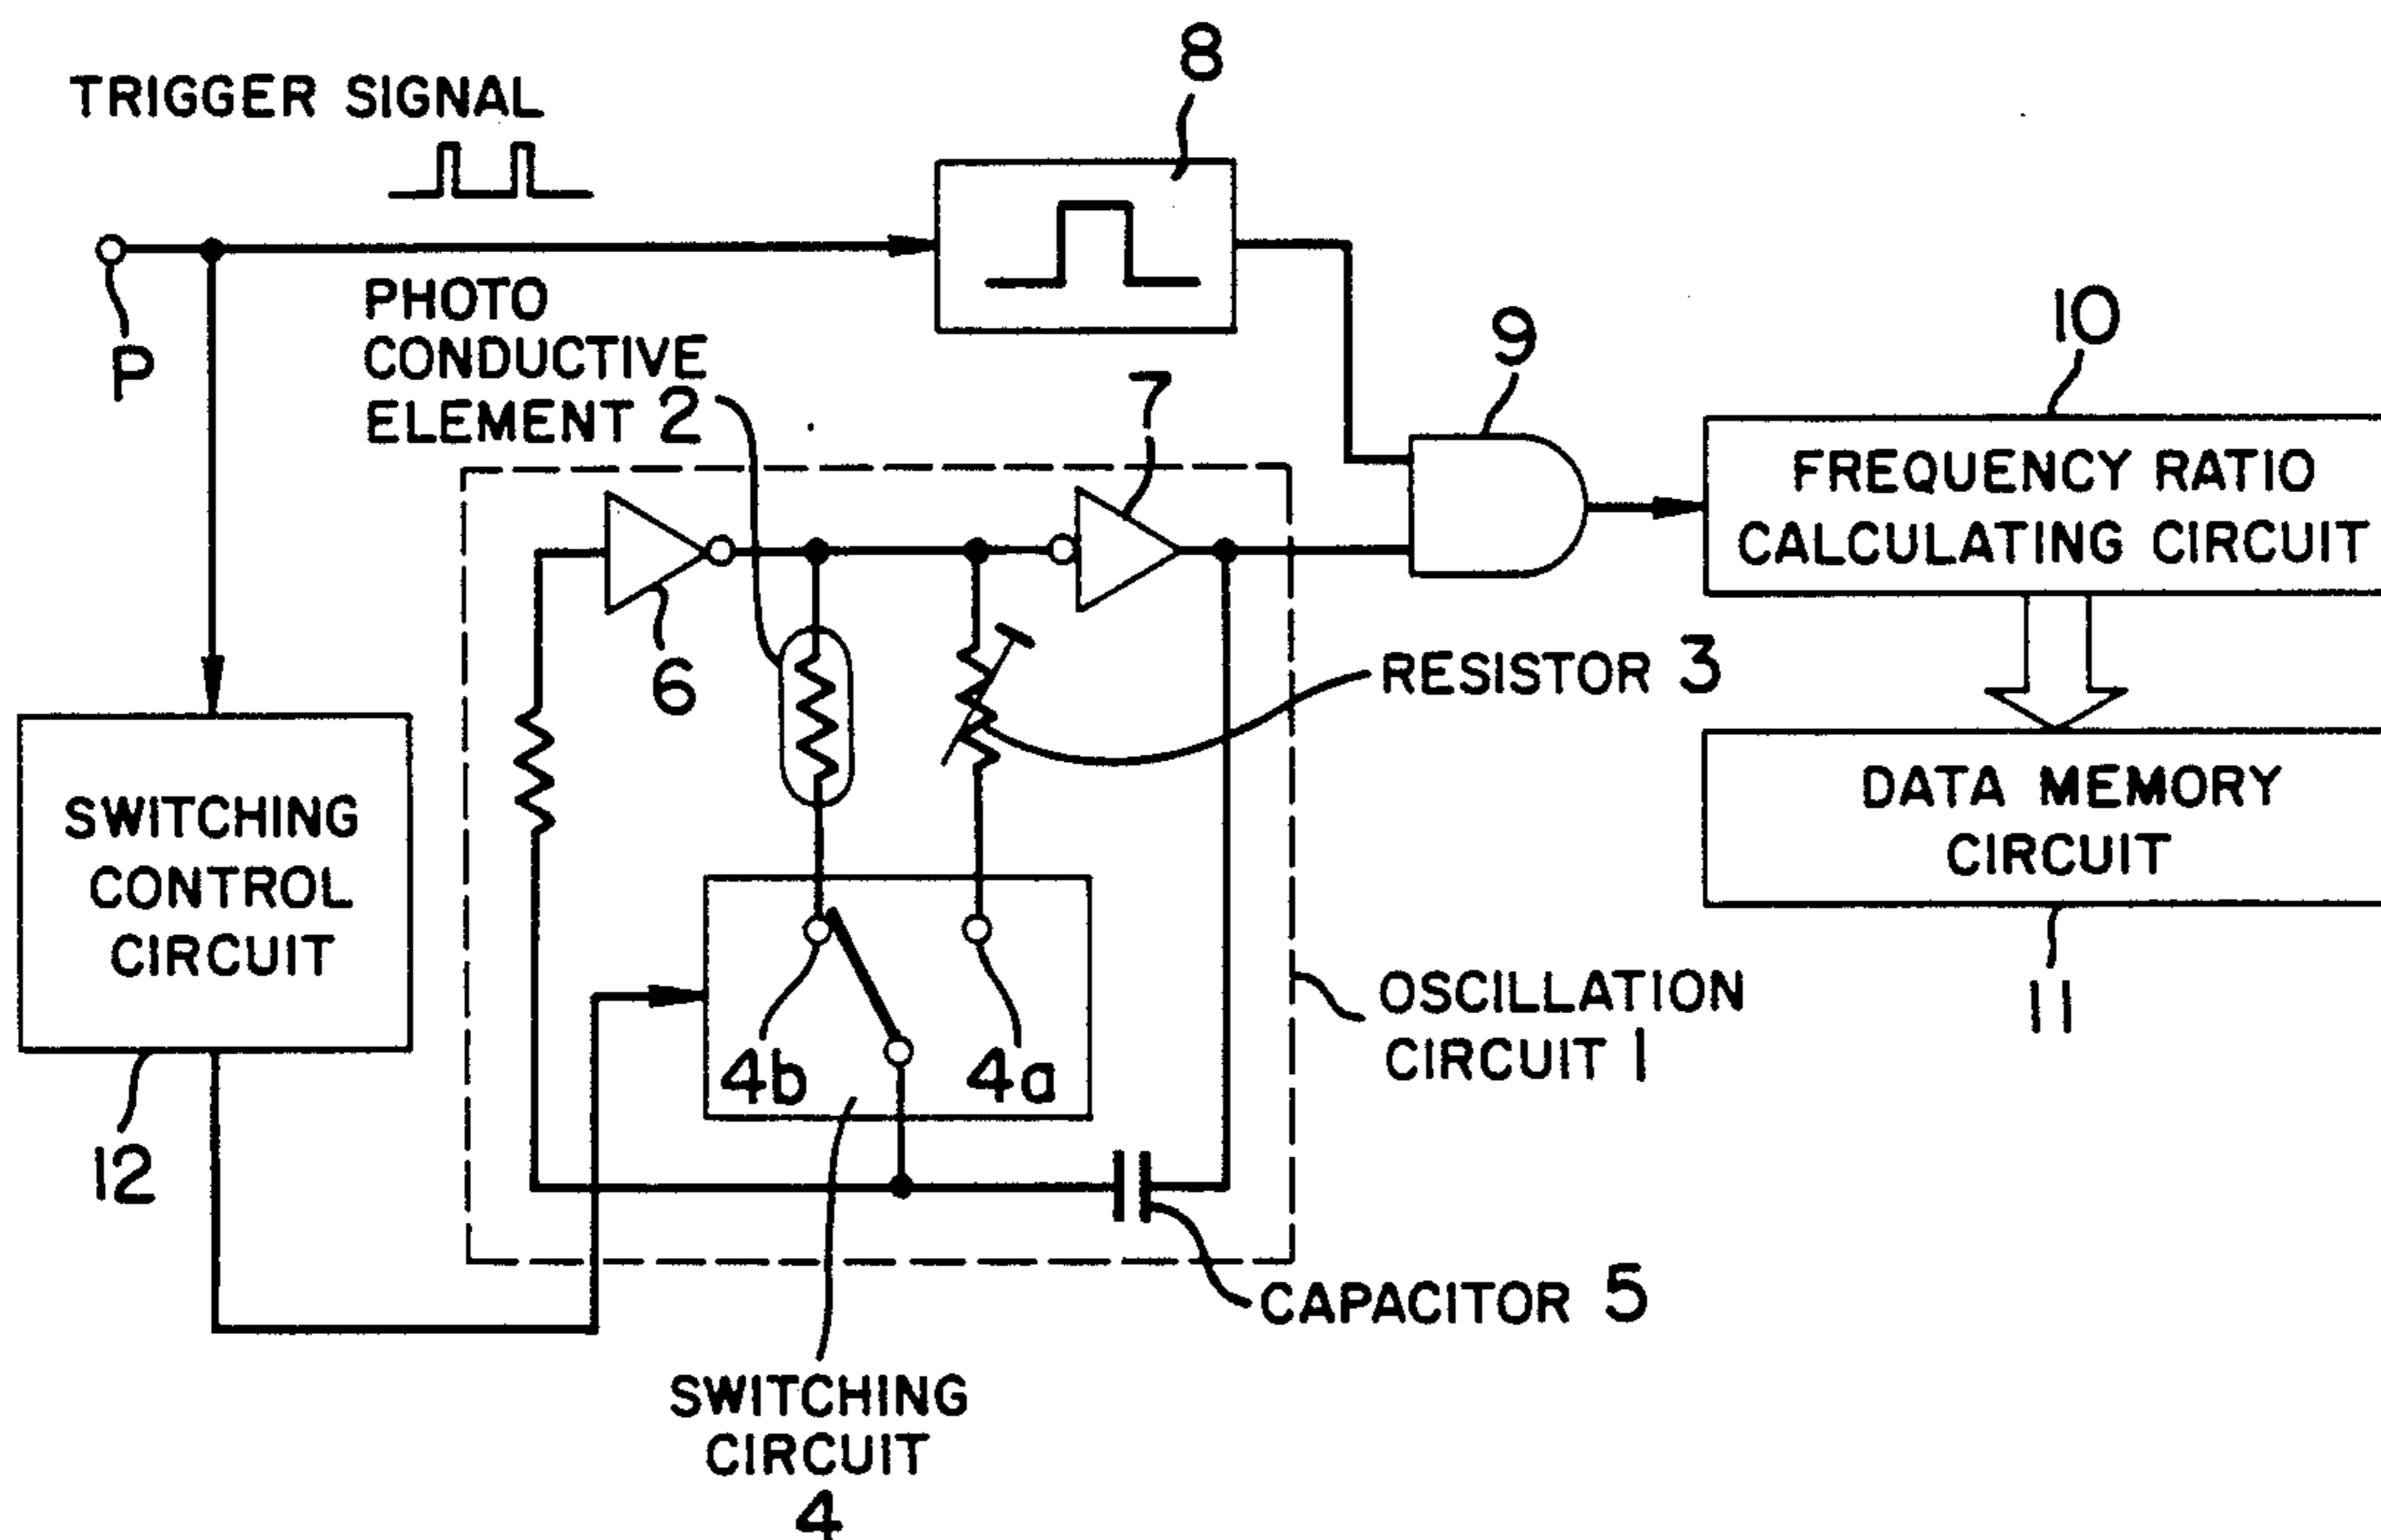 TRIGGER SIGNAL
8
P
PHOTO
CONDUCTIVE
ELEMENT 2
7
9
10
FREQUENCY RATIO
CALCULATING CIRCUIT
6
RESISTOR 3
SWITCHING
CONTROL
CIRCUIT
DATA MEMORY
CIRCUIT
4b
4a
OSCILLATION
CIRCUIT 1
11
12
CAPACITOR 5
SWITCHING
CIRCUIT
4